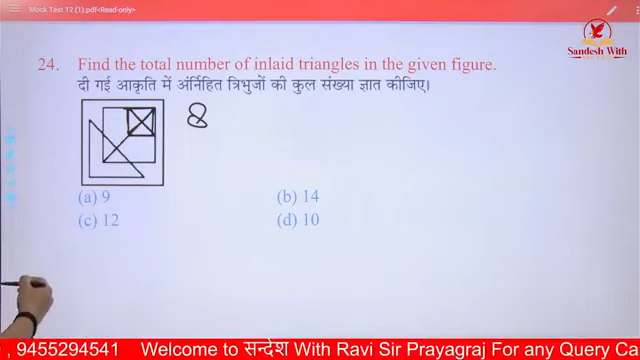 Mock Test 12 (1).pdf<Read-only>
Sandesh With
24. Find the total number of inlaid triangles in the given figure.
दी गई आकृति में अंर्निहित त्रिभुजों की कुल संख्या ज्ञात कीजिए।
8
(a) 9 (b) 14
(c) 12 (d) 10
, 9455294541 Welcome to सन्देश With Ravi Sir Prayagraj For any Query Ca